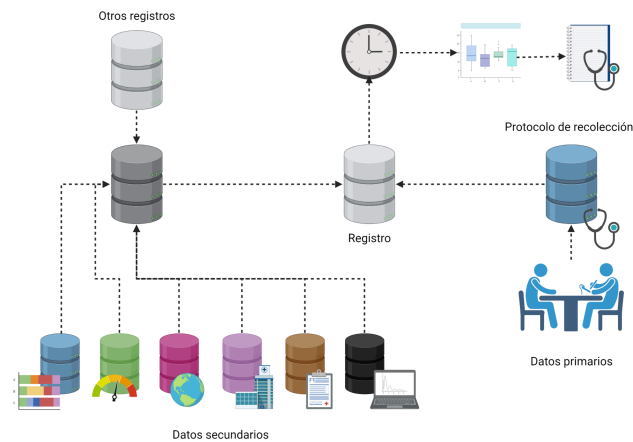 Otros registros
Protocolo de recolección
Registro
Datos primarios
Datos secundarios